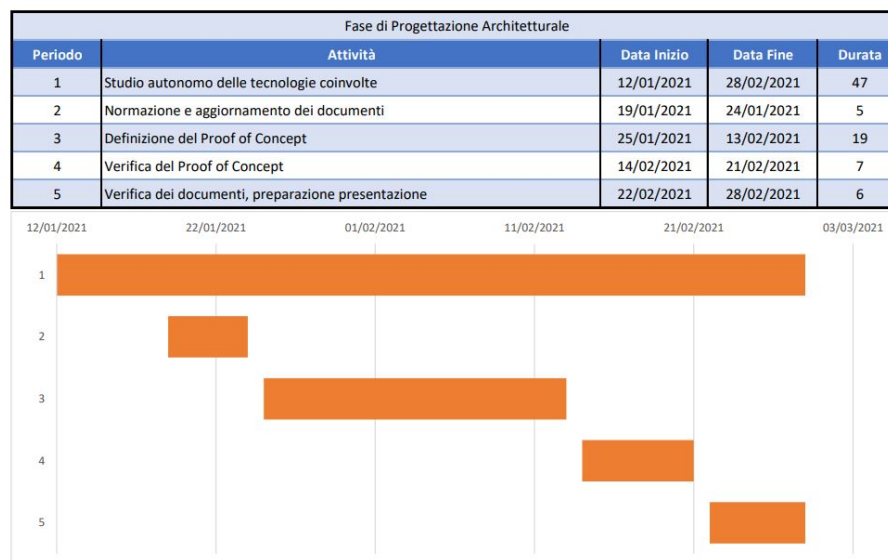 Fase di Progettazione Architetturale
Periodo Attività Data Inizio Data Fine Durata
1 Studio autonomo delle tecnologie coinvolte 12/01/2021 28/02/2021 47
2 Normazione e aggiornamento dei documenti 19/01/2021 24/01/2021 5
3 Definizione del Proof of Concept 25/01/2021 13/02/2021 19
4 Verifica del Proof of Concept 14/02/2021 21/02/2021 7
5 Verifica dei documenti, preparazione presentazione 22/02/2021 28/02/2021 6
12/01/2021 22/01/2021 01/02/2021 11/02/2021 21/02/2021 03/03/2021
1
2
3
4
5